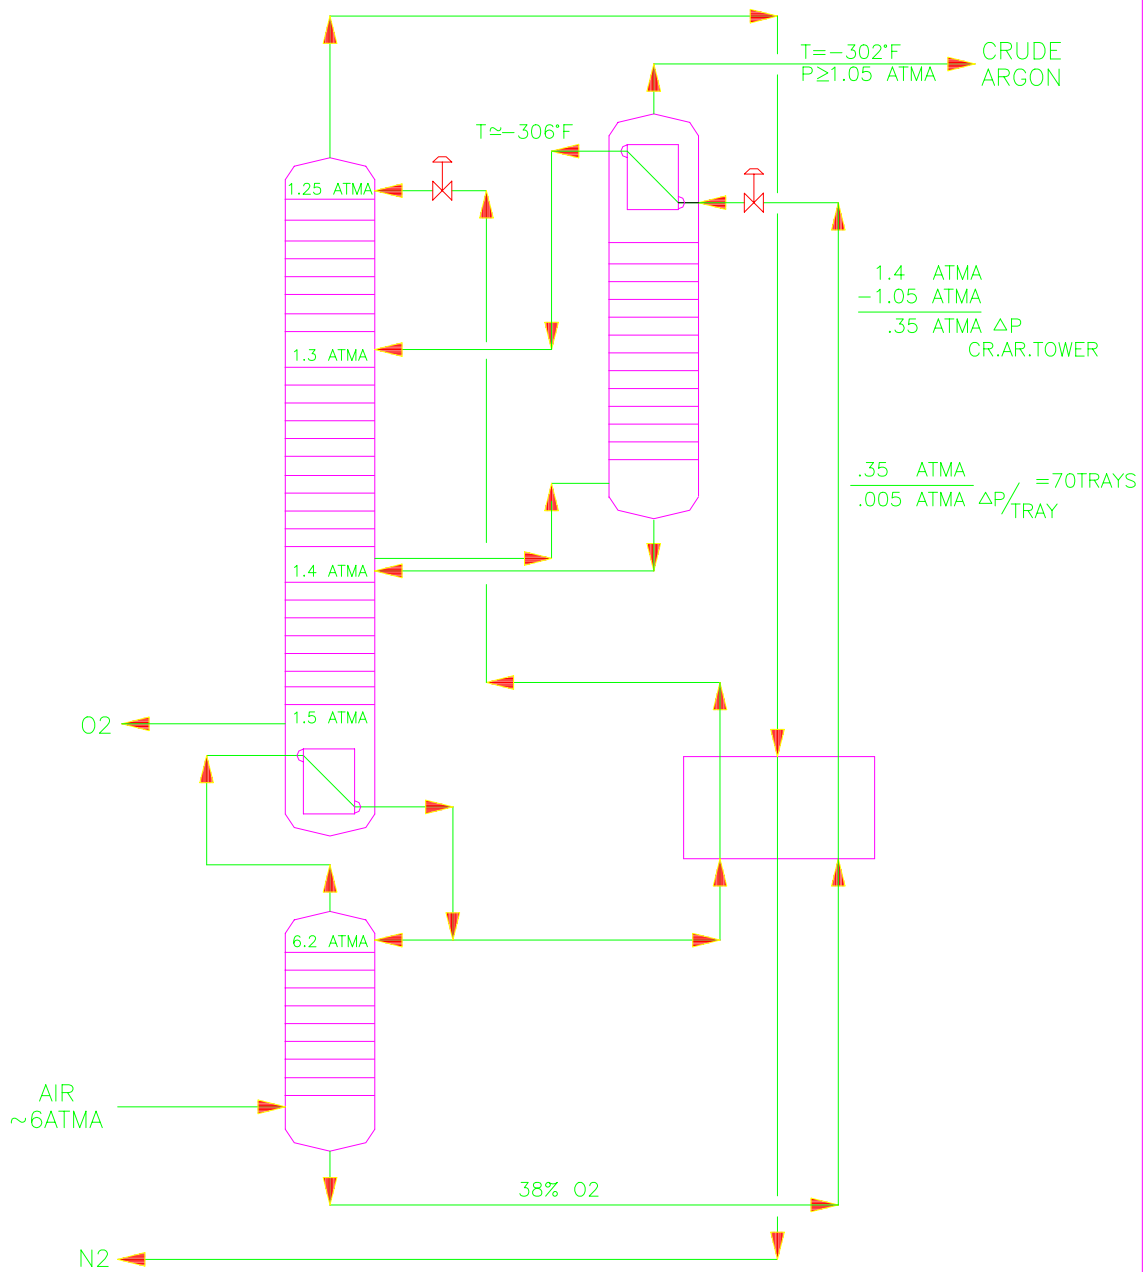 T=-302°F
P≥1.05 ATMA
CRUDE
ARGON
T≃-306°F
1.25 ATMA
1.4 ATMA
-1.05 ATMA
.35 ATMA △P
CR.AR.TOWER
1.3 ATMA
.35 ATMA
.005 ATMA △P/TRAY
=70TRAYS
1.4 ATMA
1.5 ATMA
O2
6.2 ATMA
AIR
~6ATMA
38% O2
N2